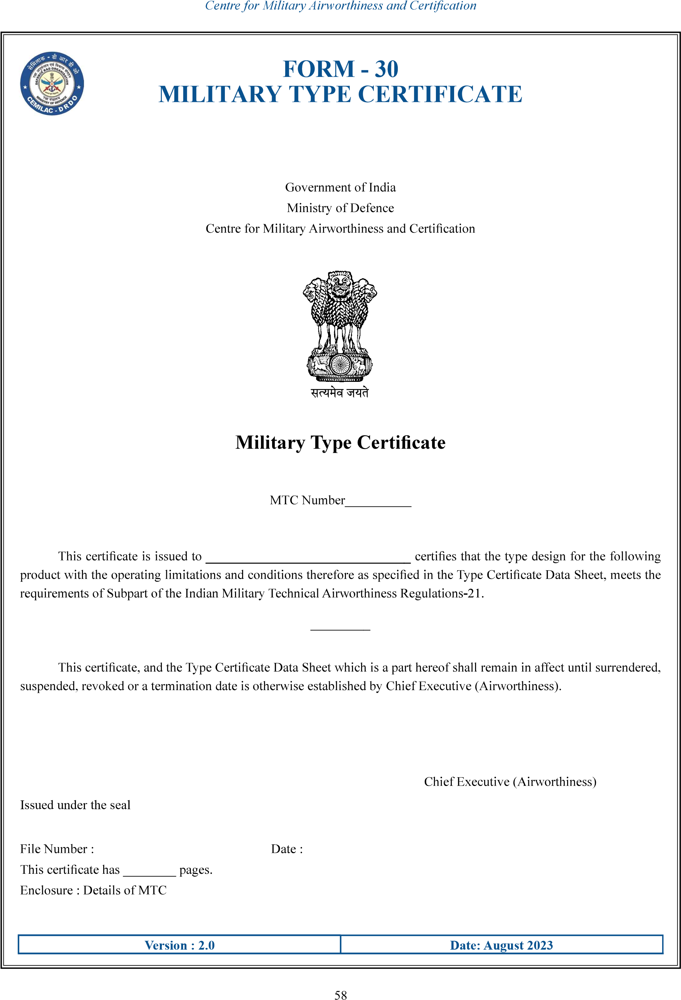 Centre for Military Airworthiness and Certification
सेमिलाक - डी आर डी ओ
रक्षा अनुसंधान एवं विकास संगठन
DEFENCE R&D ORGANISATION
रक्षा मंत्रालय
MINISTRY OF DEFENCE
CEMILAC - DRDO
FORM - 30
MILITARY TYPE CERTIFICATE
Government of India
Ministry of Defence
Centre for Military Airworthiness and Certification
सत्यमेव जयते
Military Type Certificate
MTC Number__________
This certificate is issued to _______________________________ certifies that the type design for the following
product with the operating limitations and conditions therefore as specified in the Type Certificate Data Sheet, meets the
requirements of Subpart of the Indian Military Technical Airworthiness Regulations-21.
_________
This certificate, and the Type Certificate Data Sheet which is a part hereof shall remain in affect until surrendered,
suspended, revoked or a termination date is otherwise established by Chief Executive (Airworthiness).
Chief Executive (Airworthiness)
Issued under the seal
File Number : Date :
This certificate has ________ pages.
Enclosure : Details of MTC
Version : 2.0 Date: August 2023
58